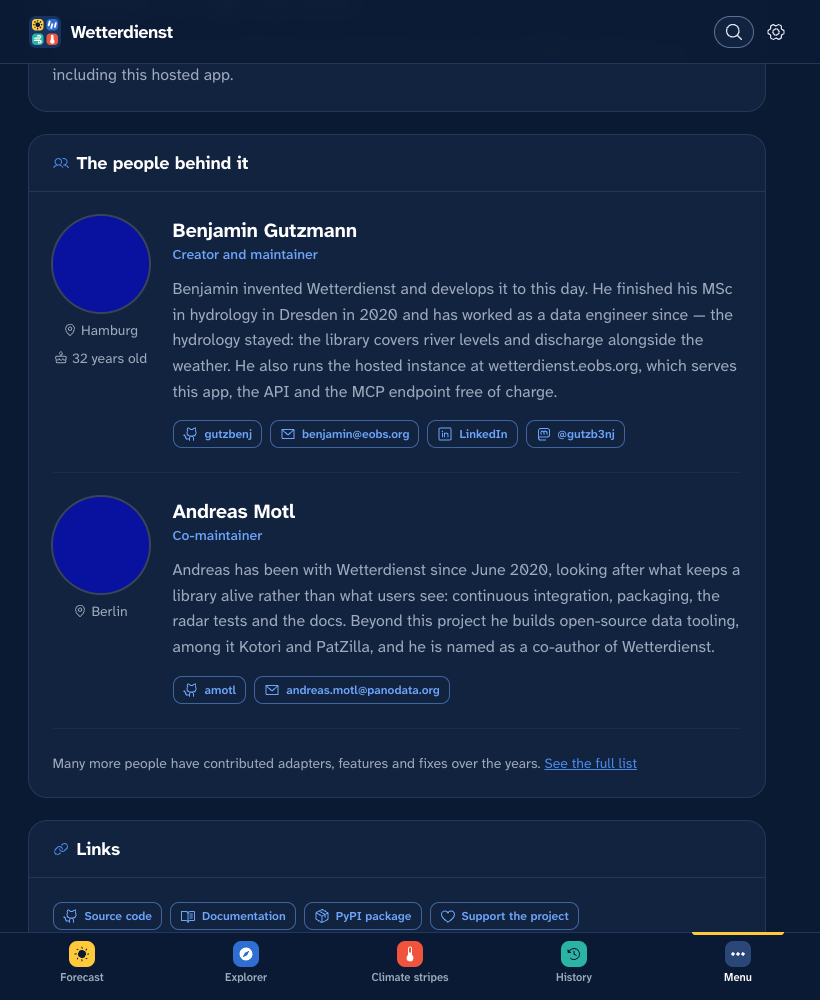 Wetterdienst
including this hosted app.
The people behind it
Benjamin Gutzmann
Creator and maintainer
Benjamin invented Wetterdienst and develops it to this day. He finished his MSc
in hydrology in Dresden in 2020 and has worked as a data engineer since — the
hydrology stayed: the library covers river levels and discharge alongside the
weather. He also runs the hosted instance at wetterdienst.eobs.org, which serves
this app, the API and the MCP endpoint free of charge.
Hamburg
32 years old
gutzbenj
benjamin@eobs.org
LinkedIn
@gutzb3nj
Andreas Motl
Co-maintainer
Andreas has been with Wetterdienst since June 2020, looking after what keeps a
library alive rather than what users see: continuous integration, packaging, the
radar tests and the docs. Beyond this project he builds open-source data tooling,
among it Kotori and PatZilla, and he is named as a co-author of Wetterdienst.
Berlin
amotl
andreas.motl@panodata.org
Many more people have contributed adapters, features and fixes over the years. See the full list
Links
Source code
Documentation
PyPI package
Support the project
Forecast
Explorer
Climate stripes
History
Menu